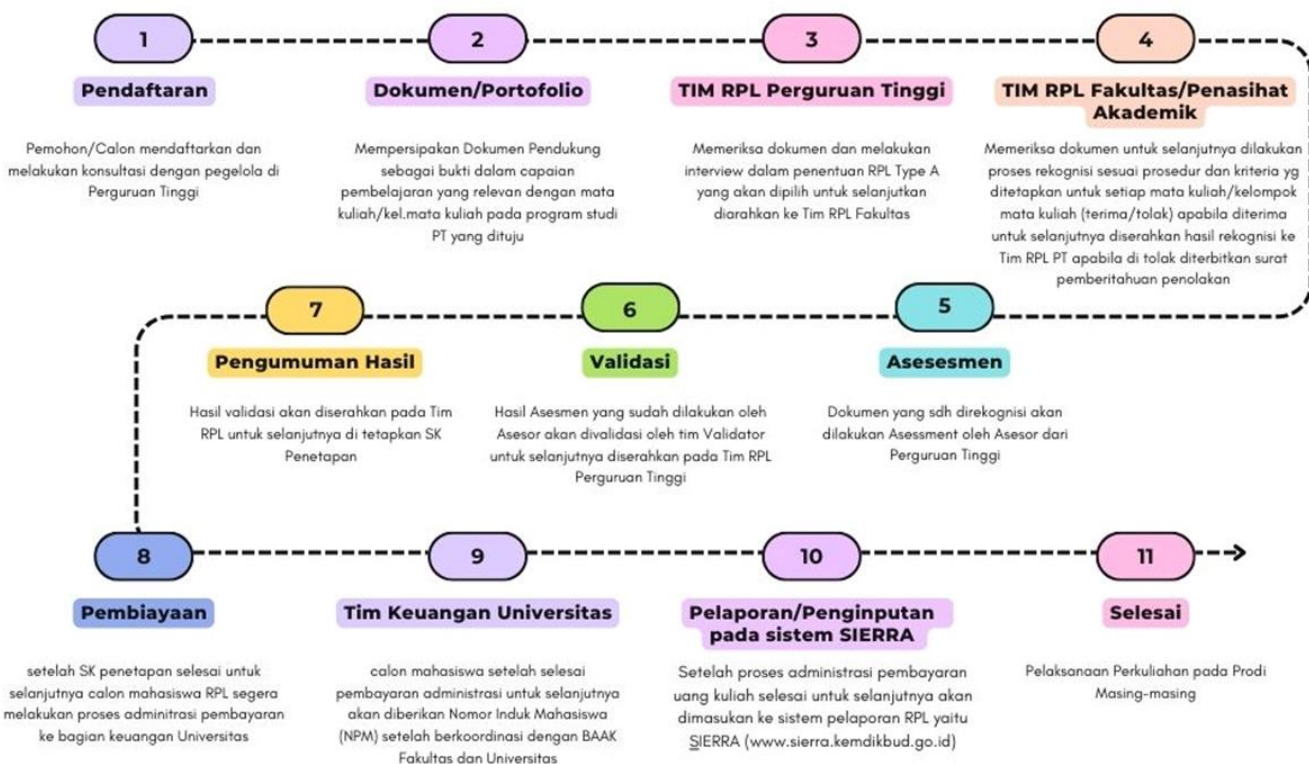 1
Pendaftaran
Pemohon/Calon mendaftarkan dan
melakukan konsultasi dengan pegelola di
Perguruan Tinggi
2
Dokumen/Portofolio
Mempersipakan Dokumen Pendukung
sebagai bukti dalam capaian
pembelajaran yang relevan dengan mata
kuliah/kel.mata kuliah pada program studi
PT yang dituju
3
TIM RPL Perguruan Tinggi
Memeriksa dokumen dan melakukan
interview dalam penentuan RPL Type A
yang akan dipilih untuk selanjutkan
diarahkan ke Tim RPL Fakultas
4
TIM RPL Fakultas/Penasihat
Akademik
Memeriksa dokumen untuk selanjutnya dilakukan
proses rekognisi sesuai prosedur dan kriteria yg
ditetapkan untuk setiap mata kuliah/kelompok
mata kuliah (terima/tolak) apabila diterima
untuk selanjutnya diserahkan hasil rekognisi ke
Tim RPL PT apabila di tolak diterbitkan surat
pemberitahuan penolakan
5
Asesesmen
Dokumen yang sdh direkognisi akan
dilakukan Asessment oleh Asesor dari
Perguruan Tinggi
6
Validasi
Hasil Asesmen yang sudah dilakukan oleh
Asesor akan divalidasi oleh tim Validator
untuk selanjutnya diserahkan pada Tim RPL
Perguruan Tinggi
7
Pengumuman Hasil
Hasil validasi akan diserahkan pada Tim
RPL untuk selanjutnya di tetapkan SK
Penetapan
8
Pembiayaan
setelah SK penetapan selesai untuk
selanjutnya calon mahasiswa RPL segera
melakukan proses adminitrasi pembayaran
ke bagian keuangan Universitas
9
Tim Keuangan Universitas
calon mahasiswa setelah selesai
pembayaran administrasi untuk selanjutnya
akan diberikan Nomor Induk Mahasiswa
(NPM) setelah berkoordinasi dengan BAAK
Fakultas dan Universitas
10
Pelaporan/Penginputan
pada sistem SIERRA
Setelah proses administrasi pembayaran
uang kuliah selesai untuk selanjutnya akan
dimasukan ke sistem pelaporan RPL yaitu
SIERRA (www.sierra.kemdikbud.go.id)
11
Selesai
Pelaksanaan Perkuliahan pada Prodi
Masing-masing